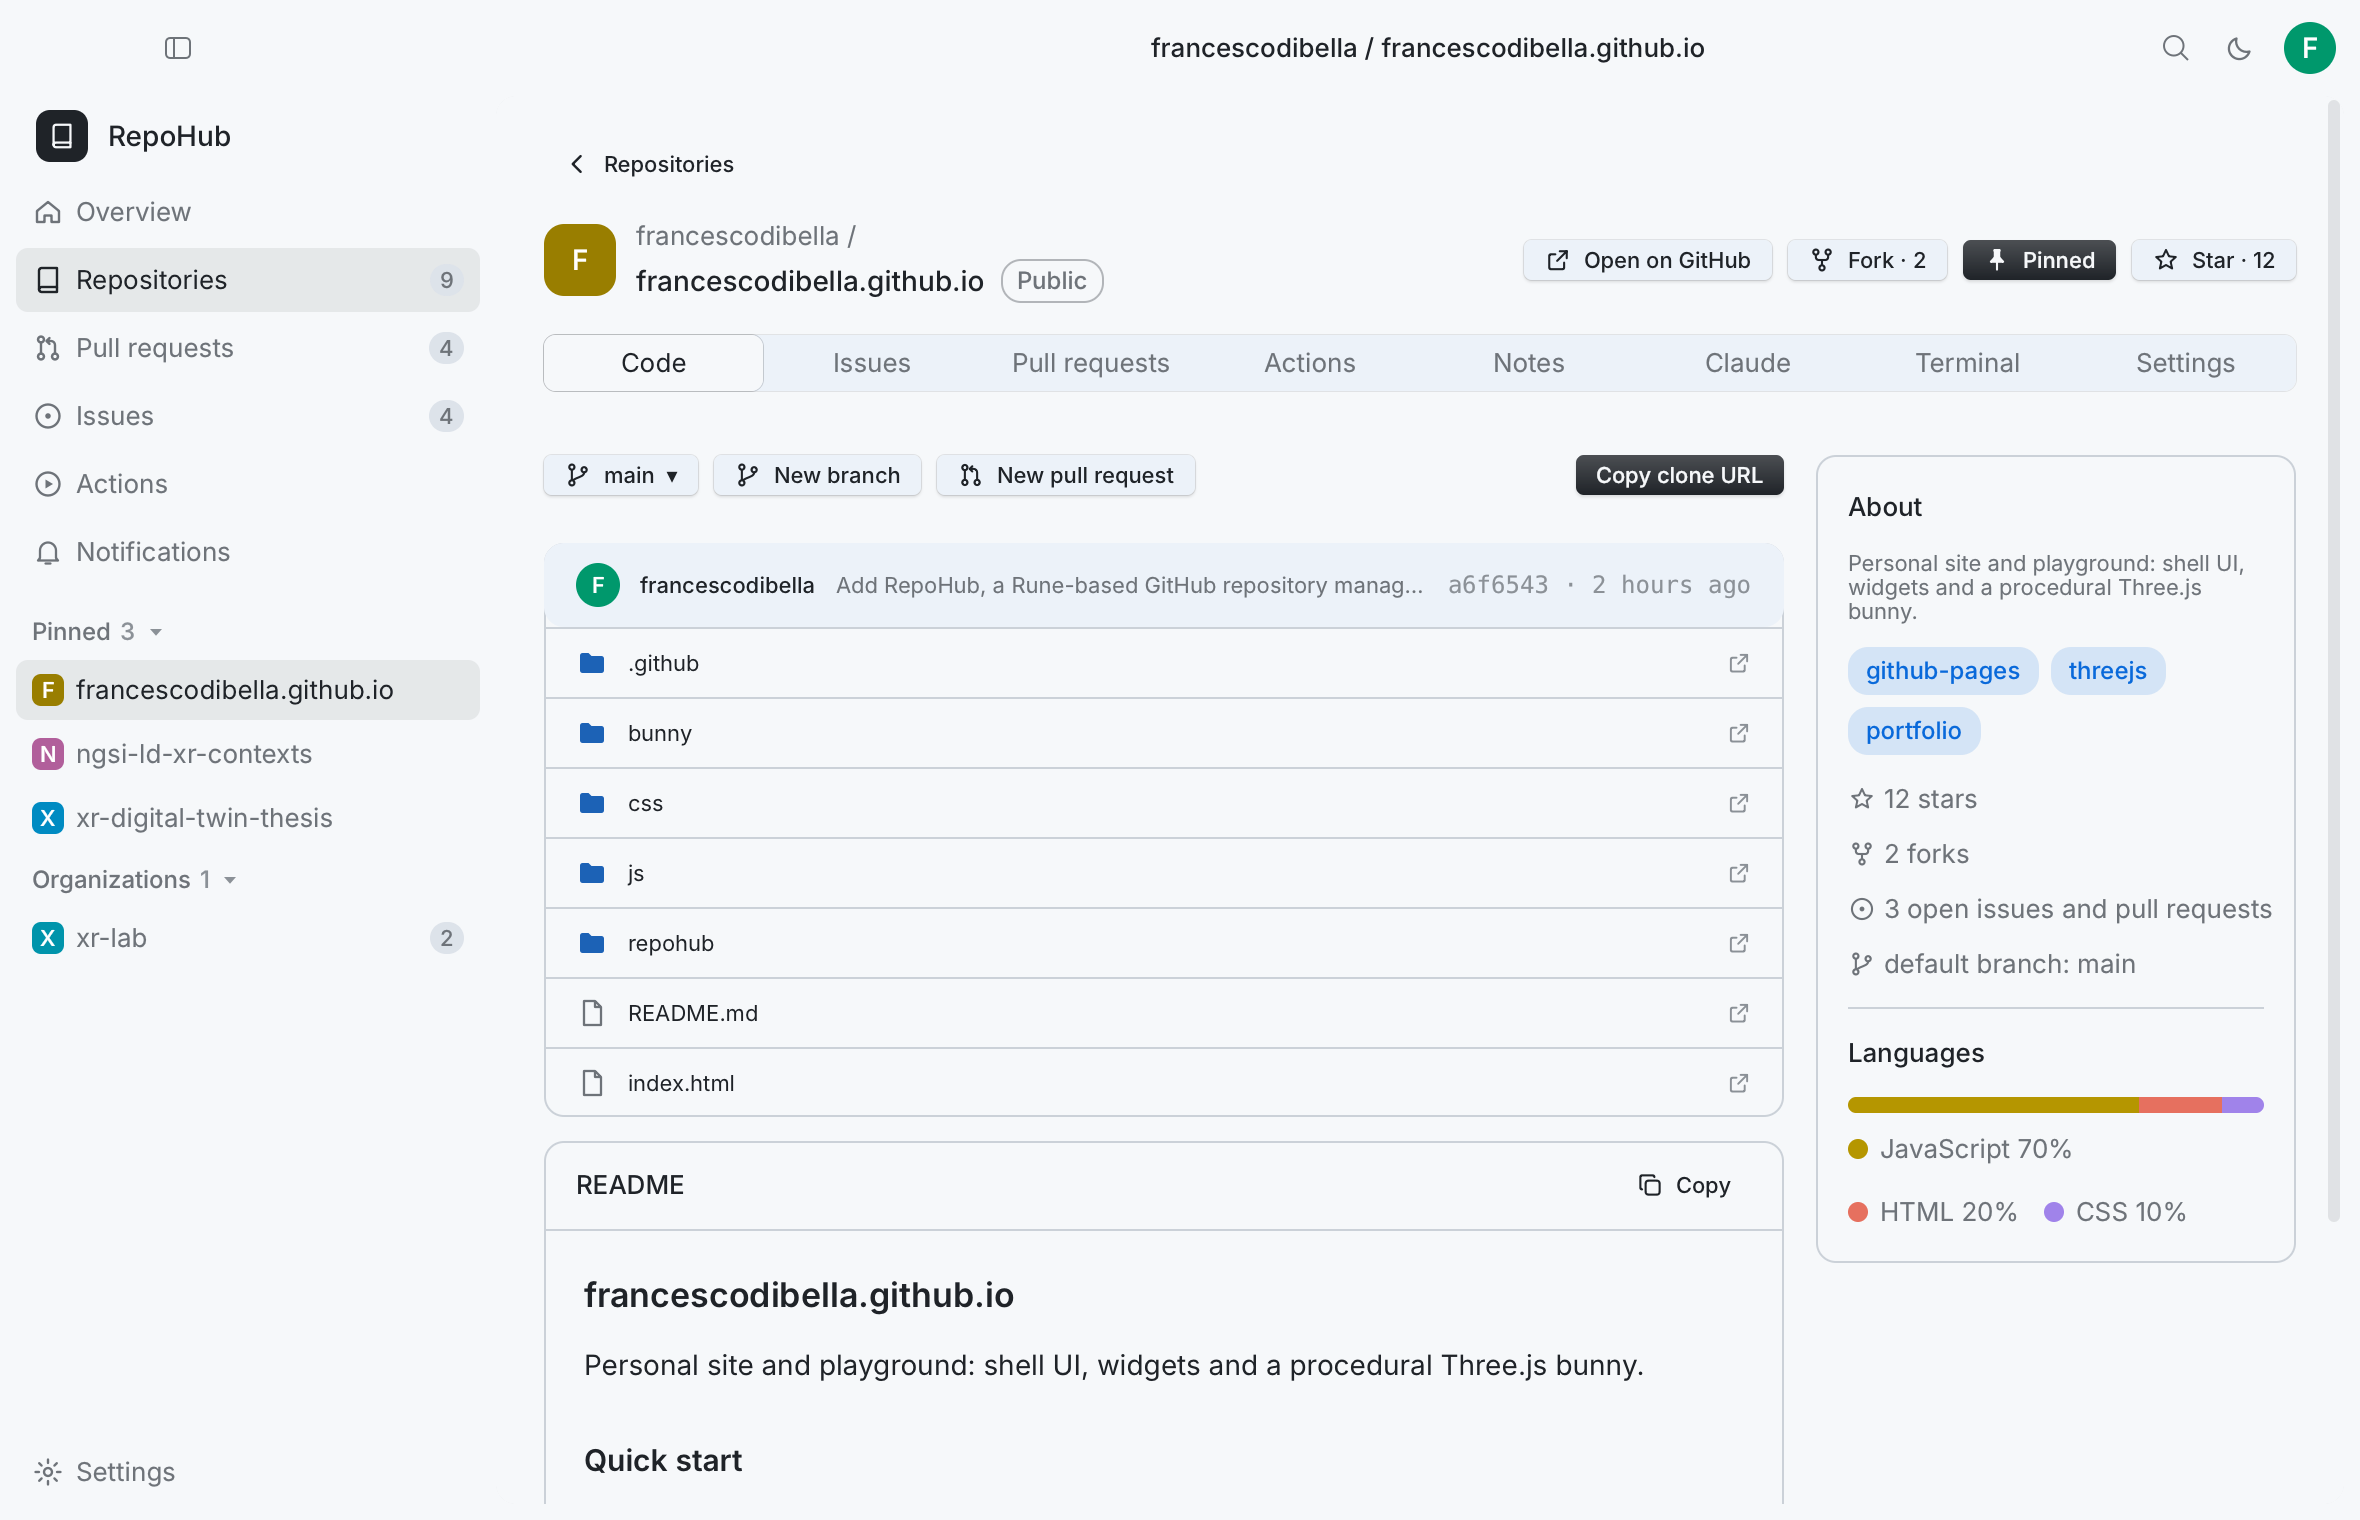 francescodibella / francescodibella.github.io
F
RepoHub
Overview
Repositories 9
Pull requests 4
Issues 4
Actions
Notifications
Pinned 3
F francescodibella.github.io
N ngsi-ld-xr-contexts
X xr-digital-twin-thesis
Organizations 1
X xr-lab 2
Settings
Repositories
F
francescodibella /
francescodibella.github.io Public
Open on GitHub
Fork · 2
Pinned
Star · 12
Code Issues Pull requests Actions Notes Claude Terminal Settings
main ▾
New branch
New pull request
Copy clone URL
F francescodibella Add RepoHub, a Rune-based GitHub repository manag... a6f6543 · 2 hours ago
.github
bunny
css
js
repohub
README.md
index.html
README
Copy
francescodibella.github.io
Personal site and playground: shell UI, widgets and a procedural Three.js bunny.
Quick start
About
Personal site and playground: shell UI,
widgets and a procedural Three.js
bunny.
github-pages threejs
portfolio
12 stars
2 forks
3 open issues and pull requests
default branch: main
Languages
JavaScript 70%
HTML 20% CSS 10%